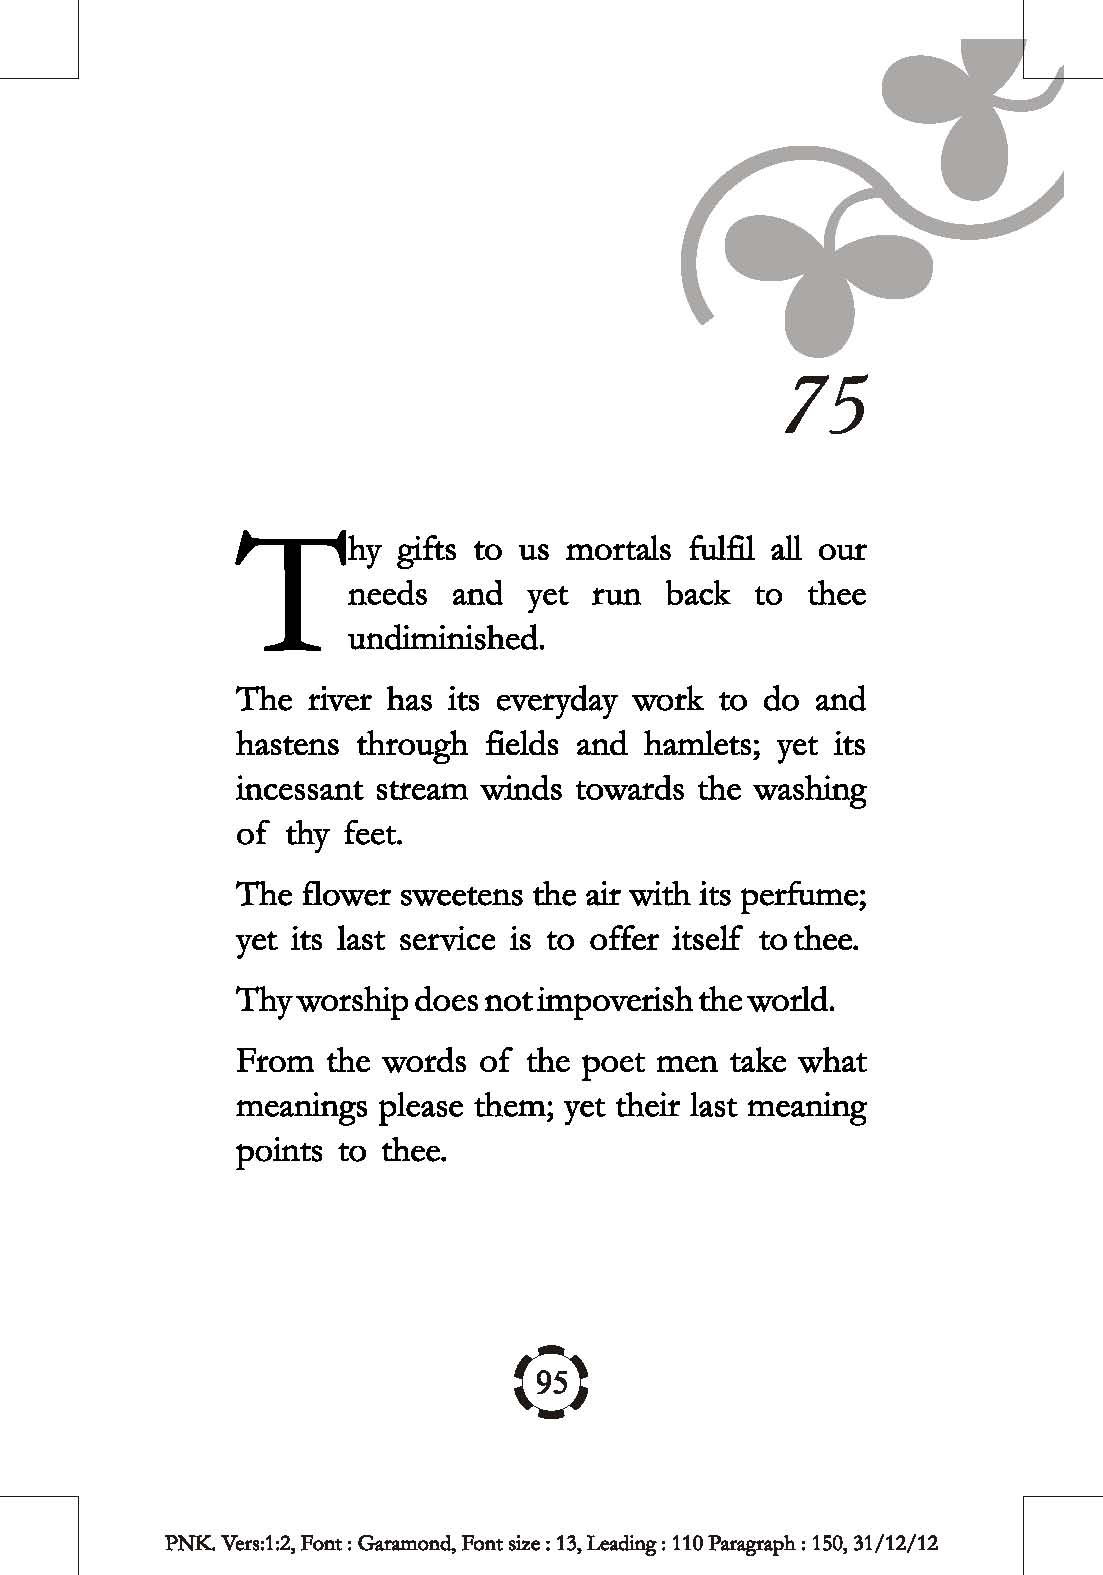 75
Thy gifts to us mortals fulfil all our
needs and yet run back to thee
undiminished.
The river has its everyday work to do and
hastens through fields and hamlets; yet its
incessant stream winds towards the washing
of thy feet.
The flower sweetens the air with its perfume;
yet its last service is to offer itself to thee.
Thy worship does not impoverish the world.
From the words of the poet men take what
meanings please them; yet their last meaning
points to thee.
95
PNK. Vers:1:2, Font : Garamond, Font size : 13, Leading : 110 Paragraph : 150, 31/12/12